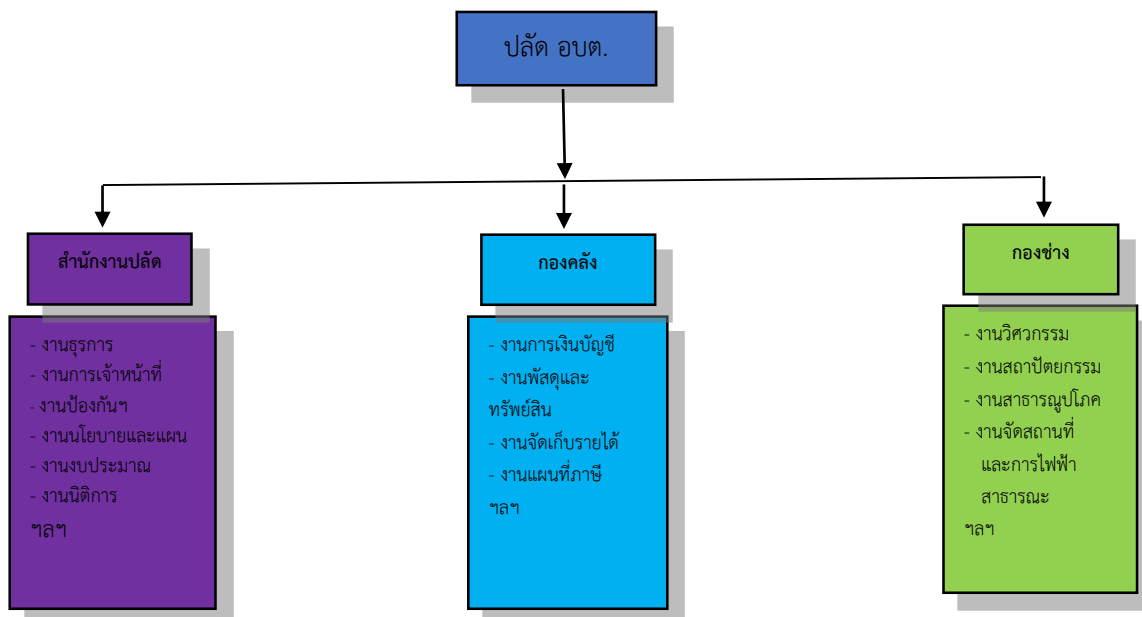 ปลัด อบต.
สำนักงานปลัด
- งานธุรการ
- งานการเจ้าหน้าที่
- งานป้องกันฯ
- งานนโยบายและแผน
- งานงบประมาณ
- งานนิติการ
ฯลฯ
กองคลัง
- งานการเงินบัญชี
- งานพัสดุและ
ทรัพย์สิน
- งานจัดเก็บรายได้
- งานแผนที่ภาษี
ฯลฯ
กองช่าง
- งานวิศวกรรม
- งานสถาปัตยกรรม
- งานสาธารณูปโภค
- งานจัดสถานที่
และการไฟฟ้า
สาธารณะ
ฯลฯ